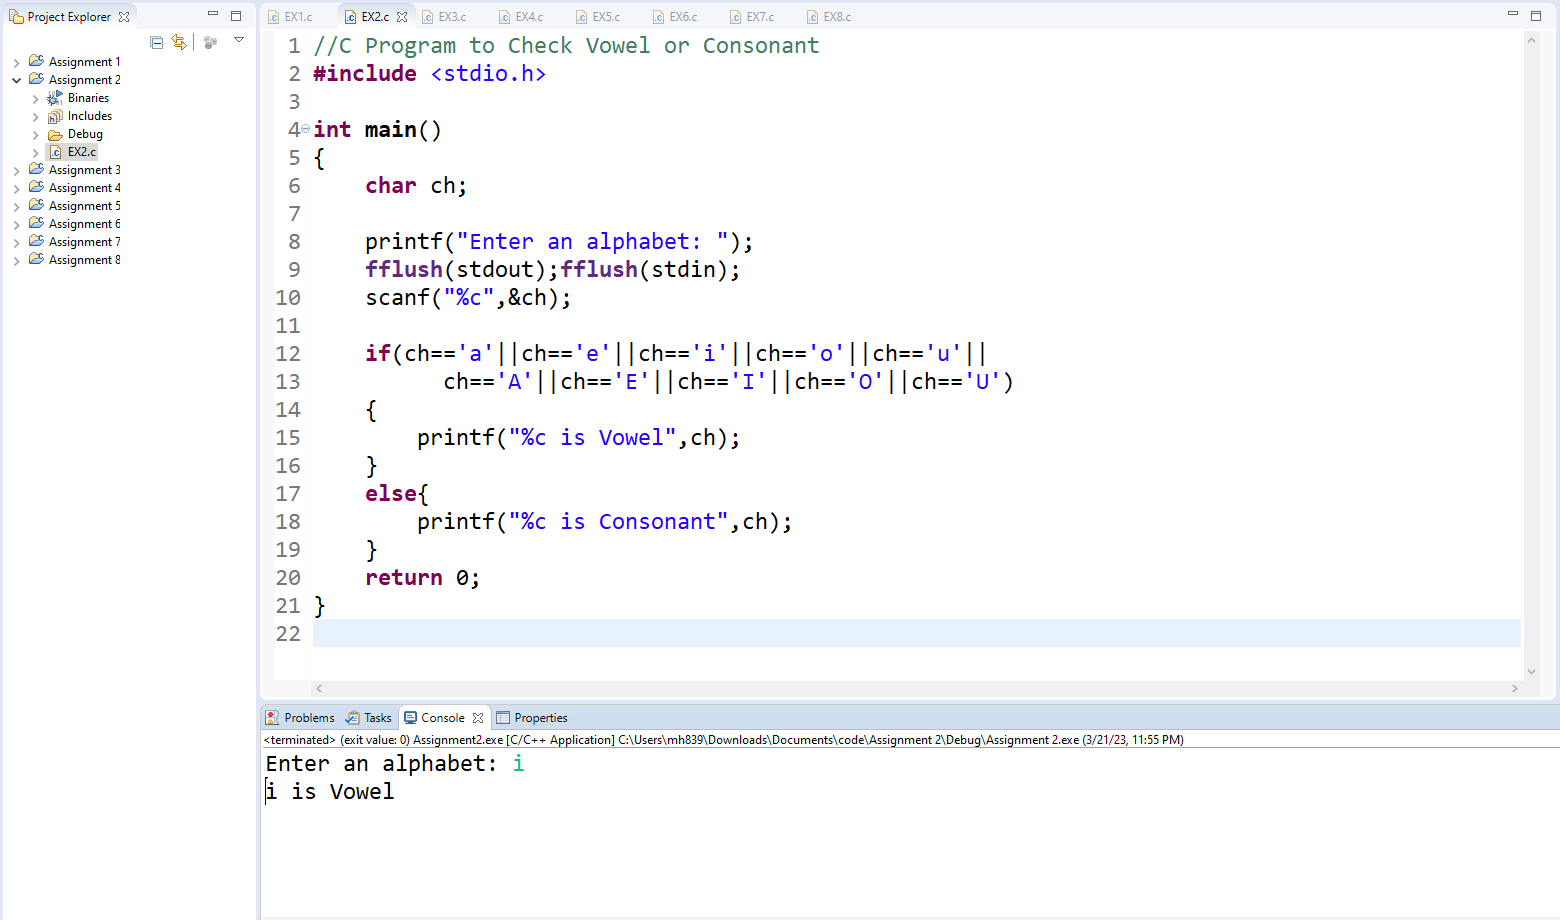 Project Explorer
Assignment 1
Assignment 2
Binaries
Includes
Debug
EX2.c
Assignment 3
Assignment 4
Assignment 5
Assignment 6
Assignment 7
Assignment 8
EX1.c EX2.c EX3.c EX4.c EX5.c EX6.c EX7.c EX8.c
1 //C Program to Check Vowel or Consonant
2 #include <stdio.h>
3
4 int main()
5 {
6     char ch;
7
8     printf("Enter an alphabet: ");
9     fflush(stdout);fflush(stdin);
10     scanf("%c",&ch);
11
12     if(ch=='a'||ch=='e'||ch=='i'||ch=='o'||ch=='u'||
13           ch=='A'||ch=='E'||ch=='I'||ch=='O'||ch=='U')
14     {
15         printf("%c is Vowel",ch);
16     }
17     else{
18         printf("%c is Consonant",ch);
19     }
20     return 0;
21 }
22
Problems Tasks Console Properties
<terminated> (exit value: 0) Assignment2.exe [C/C++ Application] C:\Users\mh839\Downloads\Documents\code\Assignment 2\Debug\Assignment 2.exe (3/21/23, 11:55 PM)
Enter an alphabet: i
i is Vowel